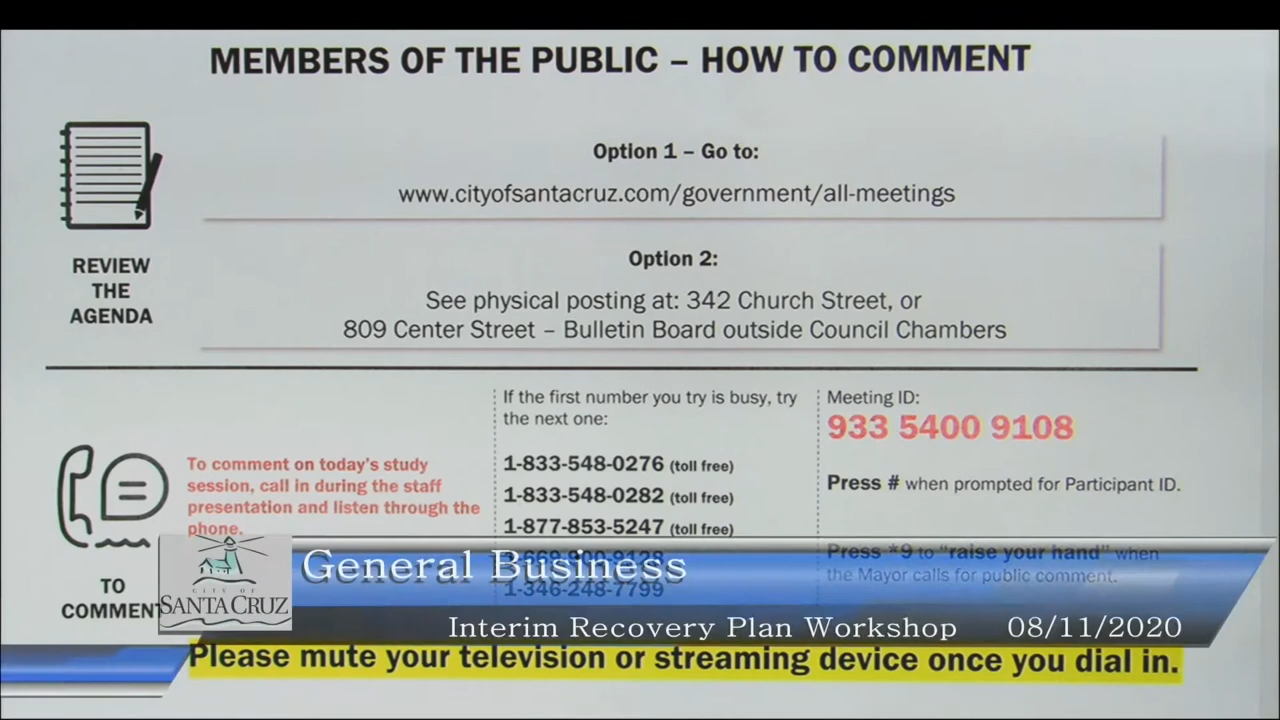 MEMBERS OF THE PUBLIC – HOW TO COMMENT
REVIEW
THE
AGENDA
Option 1 – Go to:
www.cityofsantacruz.com/government/all-meetings
Option 2:
See physical posting at: 342 Church Street, or
809 Center Street – Bulletin Board outside Council Chambers
TO
COMMENT
To comment on today's study
session, call in during the staff
presentation and listen through the
phone.
If the first number you try is busy, try
the next one:
1-833-548-0276 (toll free)
1-833-548-0282 (toll free)
1-877-853-5247 (toll free)
1-669-900-9128
1-346-248-7799
Meeting ID:
933 5400 9108
Press # when prompted for Participant ID.
Press *9 to “raise your hand” when
the Mayor calls for public comment.
CITY OF
SANTA CRUZ
General Business
Interim Recovery Plan Workshop 08/11/2020
Please mute your television or streaming device once you dial in.